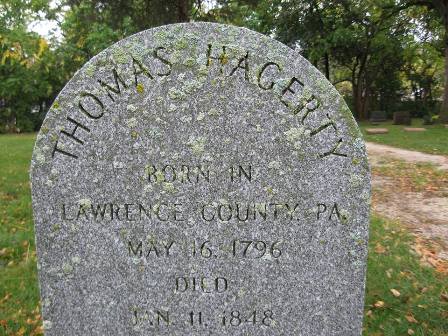 THOMAS HAGERTY
BORN IN
LAWRENCE COUNTY, PA.
MAY 16, 1796
DIED
JAN. 11, 1848